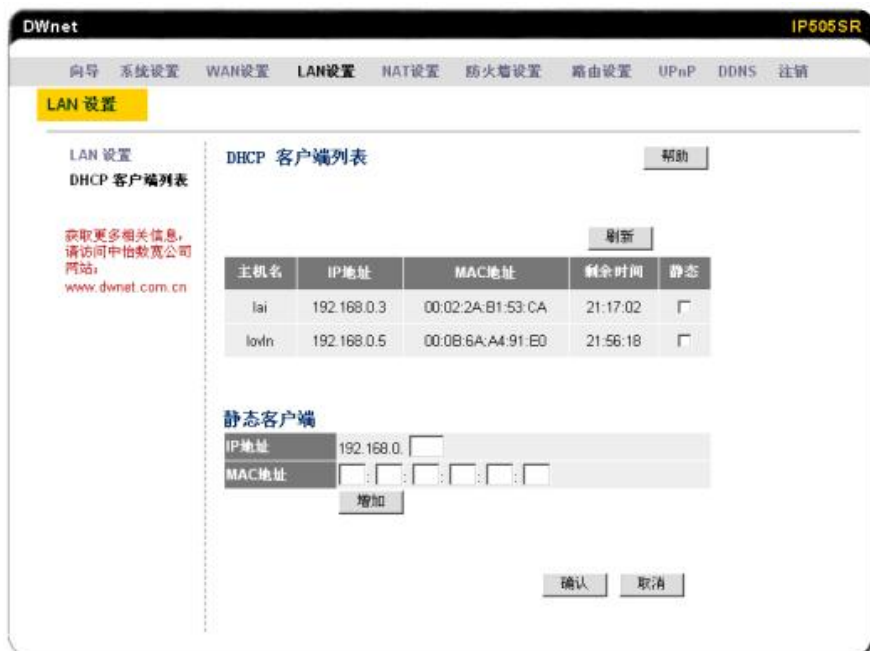 DWnet
IP505SR
向导 系统设置 WAN设置 LAN设置 NAT设置 防火墙设置 路由设置 UPnP DDNS 注销
LAN 设置
LAN 设置
DHCP 客户端列表
获取更多相关信息,
请访问中怡数宽公司
网站:
www.dwnet.com.cn
DHCP 客户端列表
帮助
刷新
主机名 IP地址 MAC地址 剩余时间 静态
lai 192.168.0.3 00:02:2A:B1:53:CA 21:17:02
lovln 192.168.0.5 00:0B:6A:A4:91:E0 21:56:18
静态客户端
IP地址 192.168.0.
MAC地址 : : : : :
增加
确认 取消